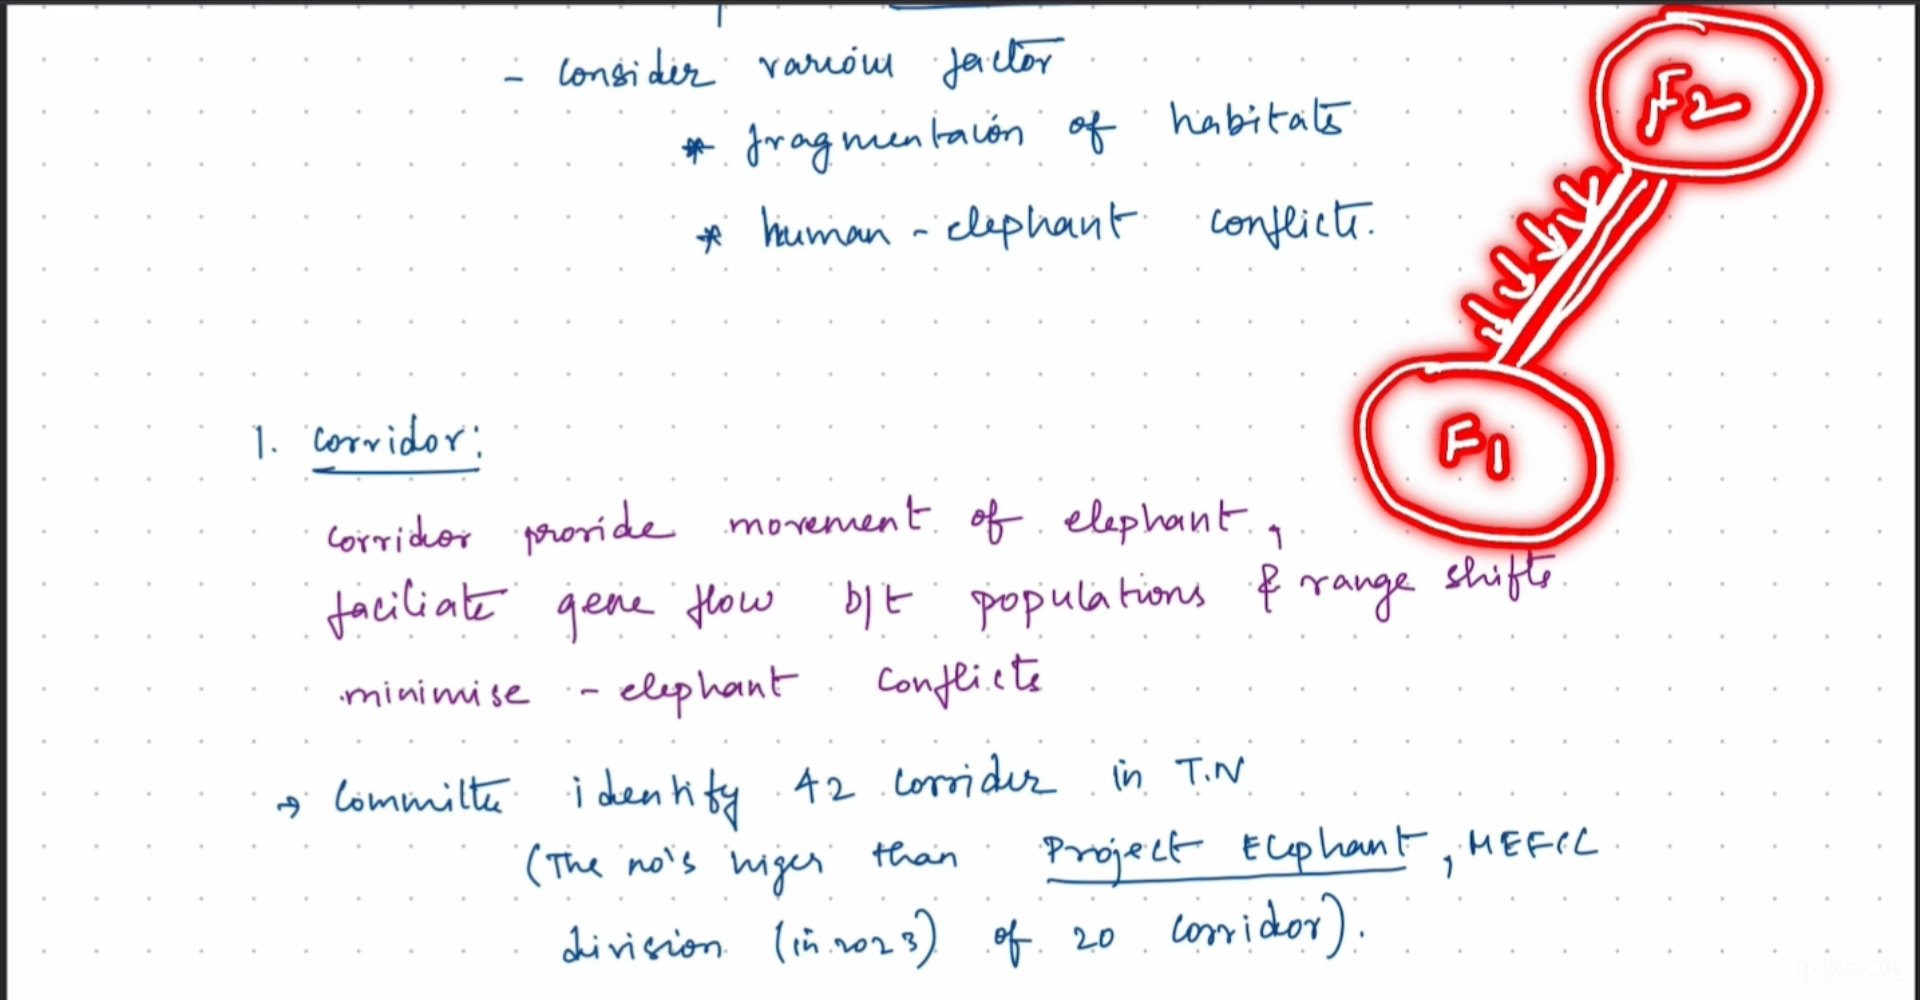 - consider various factor
* fragmentaion of habitats
* human - elephant conflicts.
F2
F1
1. corridor:
corridor provide movement of elephant,
faciliate gene flow b/t populations & range shifts
minimise - elephant conflicts
→ Committe identify 42 corridor in T.N
(The no's higer than Project Elephant, MEFCC
division (in 2023) of 20 corridor).